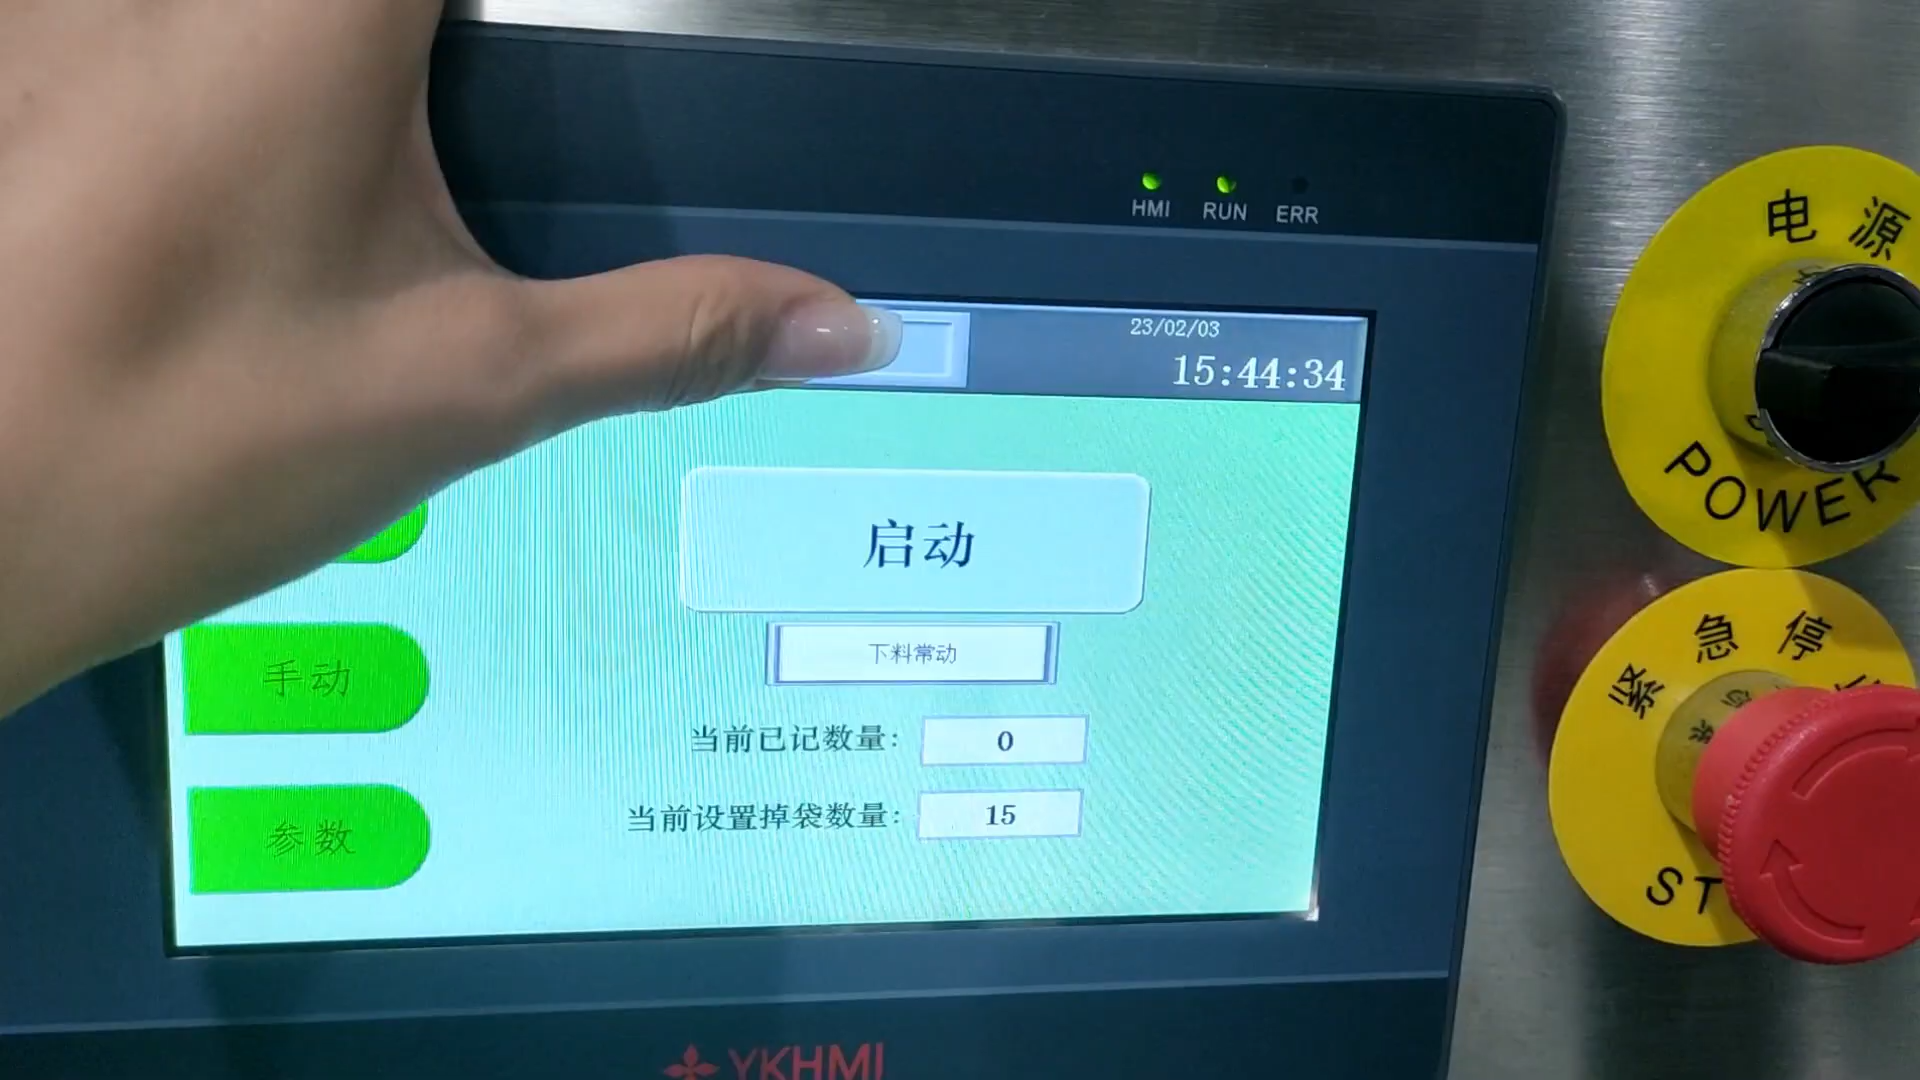 HMI RUN ERR
23/02/03
15:44:34
启动
下料常动
手动
当前已记数量: 0
参数
当前设置掉袋数量: 15
YKHMI
电源
POWER
紧急停
ST